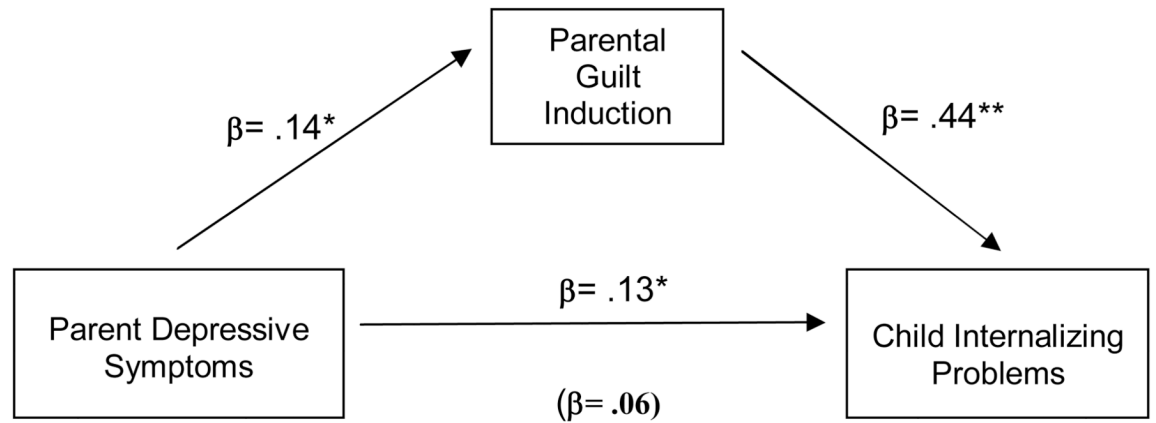 Parental
Guilt
Induction
β= .14*
β= .44**
β= .13*
Parent Depressive
Symptoms
Child Internalizing
Problems
(β= .06)